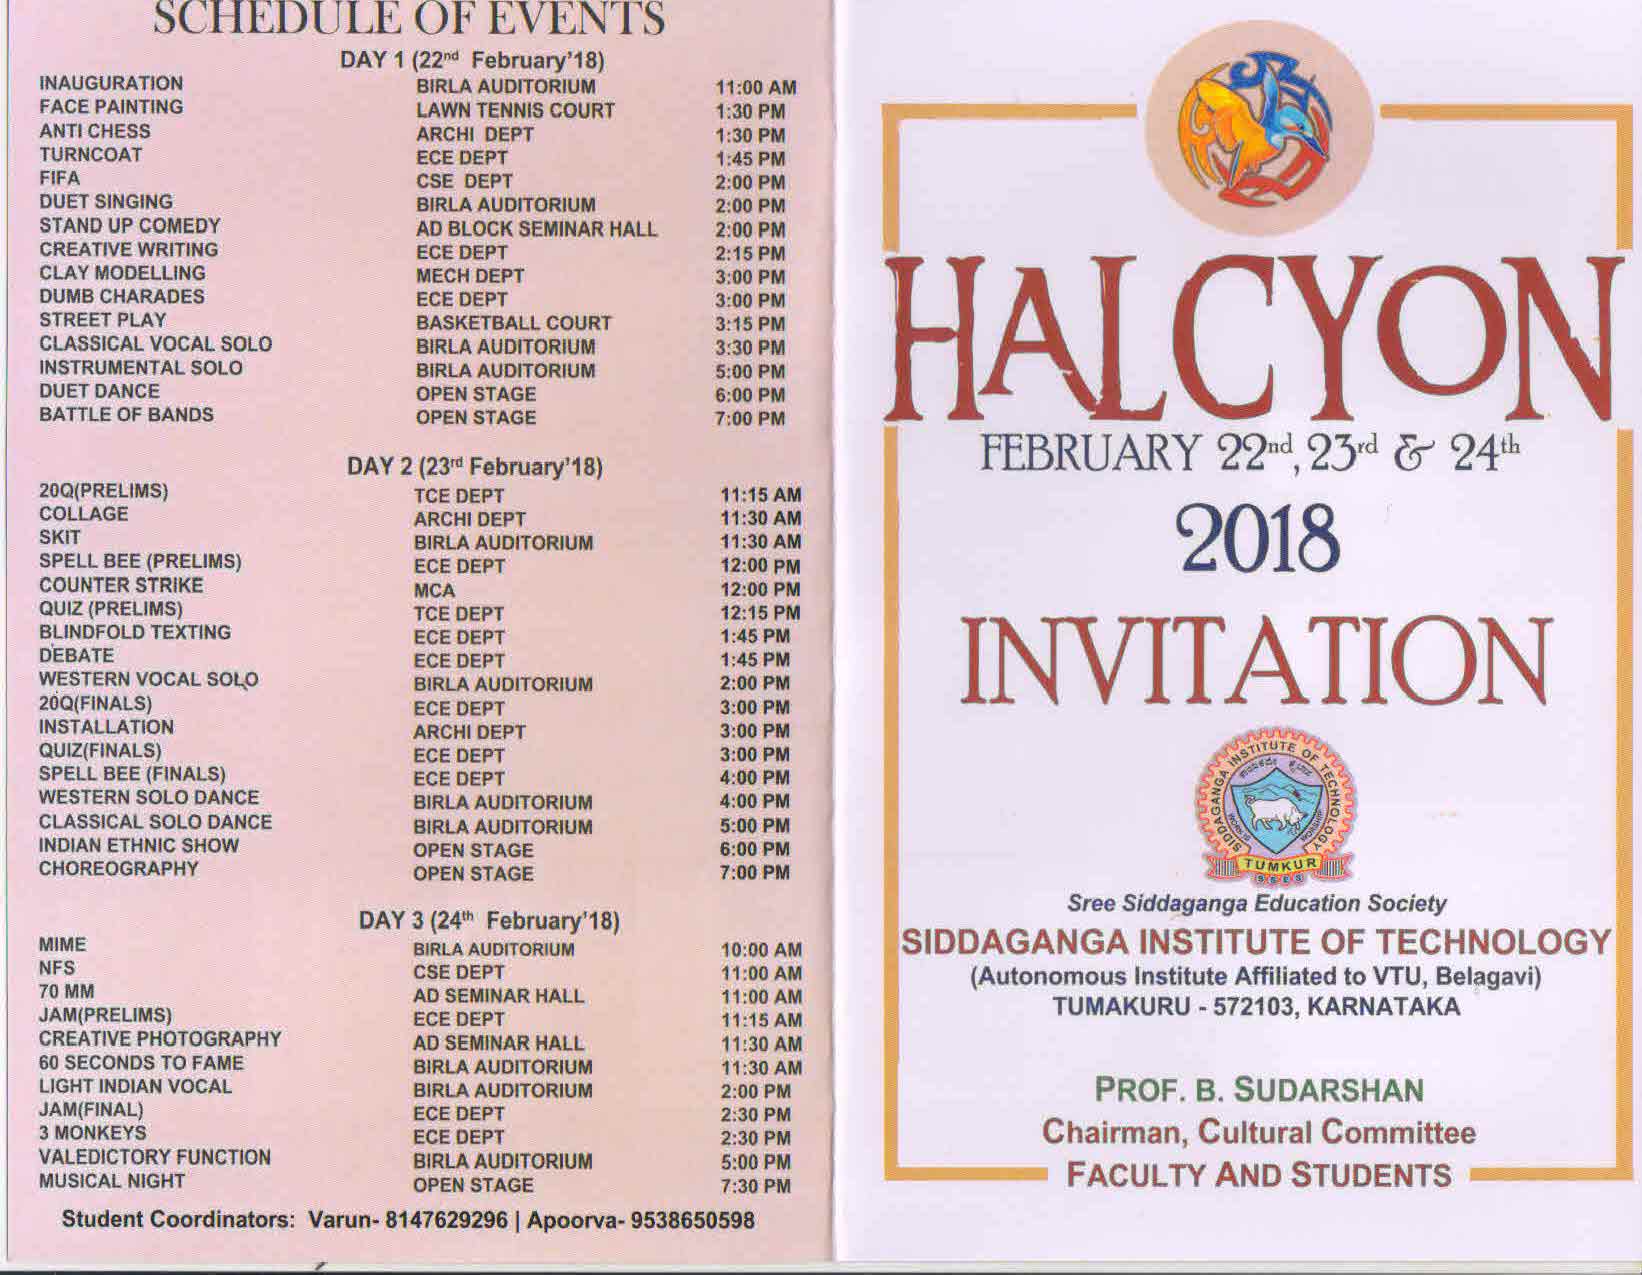 SCHEDULE OF EVENTS
DAY 1 (22nd February'18)
INAUGURATION BIRLA AUDITORIUM 11:00 AM
FACE PAINTING LAWN TENNIS COURT 1:30 PM
ANTI CHESS ARCHI DEPT 1:30 PM
TURNCOAT ECE DEPT 1:45 PM
FIFA CSE DEPT 2:00 PM
DUET SINGING BIRLA AUDITORIUM 2:00 PM
STAND UP COMEDY AD BLOCK SEMINAR HALL 2:00 PM
CREATIVE WRITING ECE DEPT 2:15 PM
CLAY MODELLING MECH DEPT 3:00 PM
DUMB CHARADES ECE DEPT 3:00 PM
STREET PLAY BASKETBALL COURT 3:15 PM
CLASSICAL VOCAL SOLO BIRLA AUDITORIUM 3:30 PM
INSTRUMENTAL SOLO BIRLA AUDITORIUM 5:00 PM
DUET DANCE OPEN STAGE 6:00 PM
BATTLE OF BANDS OPEN STAGE 7:00 PM
DAY 2 (23rd February'18)
20Q(PRELIMS) TCE DEPT 11:15 AM
COLLAGE ARCHI DEPT 11:30 AM
SKIT BIRLA AUDITORIUM 11:30 AM
SPELL BEE (PRELIMS) ECE DEPT 12:00 PM
COUNTER STRIKE MCA 12:00 PM
QUIZ (PRELIMS) TCE DEPT 12:15 PM
BLINDFOLD TEXTING ECE DEPT 1:45 PM
DEBATE ECE DEPT 1:45 PM
WESTERN VOCAL SOLO BIRLA AUDITORIUM 2:00 PM
20Q(FINALS) ECE DEPT 3:00 PM
INSTALLATION ARCHI DEPT 3:00 PM
QUIZ(FINALS) ECE DEPT 3:00 PM
SPELL BEE (FINALS) ECE DEPT 4:00 PM
WESTERN SOLO DANCE BIRLA AUDITORIUM 4:00 PM
CLASSICAL SOLO DANCE BIRLA AUDITORIUM 5:00 PM
INDIAN ETHNIC SHOW OPEN STAGE 6:00 PM
CHOREOGRAPHY OPEN STAGE 7:00 PM
DAY 3 (24th February'18)
MIME BIRLA AUDITORIUM 10:00 AM
NFS CSE DEPT 11:00 AM
70 MM AD SEMINAR HALL 11:00 AM
JAM(PRELIMS) ECE DEPT 11:15 AM
CREATIVE PHOTOGRAPHY AD SEMINAR HALL 11:30 AM
60 SECONDS TO FAME BIRLA AUDITORIUM 11:30 AM
LIGHT INDIAN VOCAL BIRLA AUDITORIUM 2:00 PM
JAM(FINAL) ECE DEPT 2:30 PM
3 MONKEYS ECE DEPT 2:30 PM
VALEDICTORY FUNCTION BIRLA AUDITORIUM 5:00 PM
MUSICAL NIGHT OPEN STAGE 7:30 PM
Student Coordinators: Varun- 8147629296 | Apoorva- 9538650598
HALCYON
FEBRUARY 22nd, 23rd & 24th
2018
INVITATION
SIDDAGANGA INSTITUTE OF TECHNOLOGY
WORK IS WORSHIP
TUMKUR
SSES
Sree Siddaganga Education Society
SIDDAGANGA INSTITUTE OF TECHNOLOGY
(Autonomous Institute Affiliated to VTU, Belagavi)
TUMAKURU - 572103, KARNATAKA
PROF. B. SUDARSHAN
Chairman, Cultural Committee
FACULTY AND STUDENTS